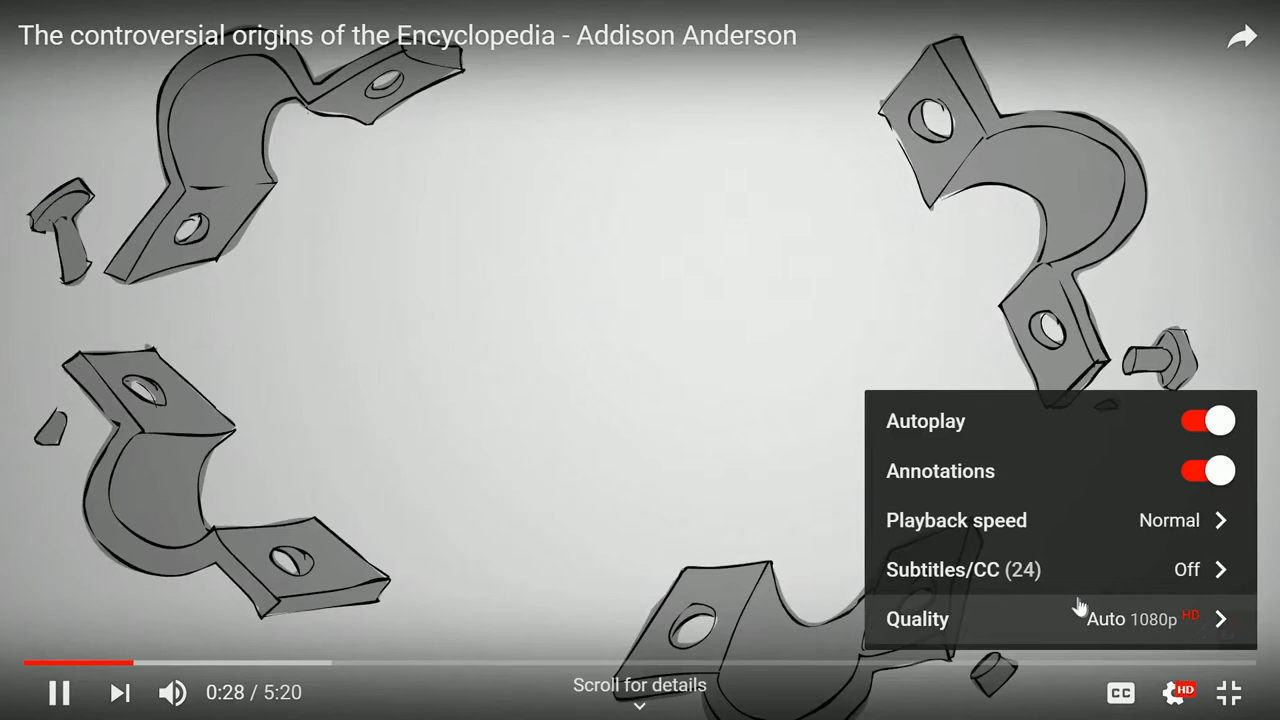 The controversial origins of the Encyclopedia - Addison Anderson
Autoplay
Annotations
Playback speed Normal
Subtitles/CC (24) Off
Quality Auto 1080p HD
Scroll for details
0:28 / 5:20
CC HD